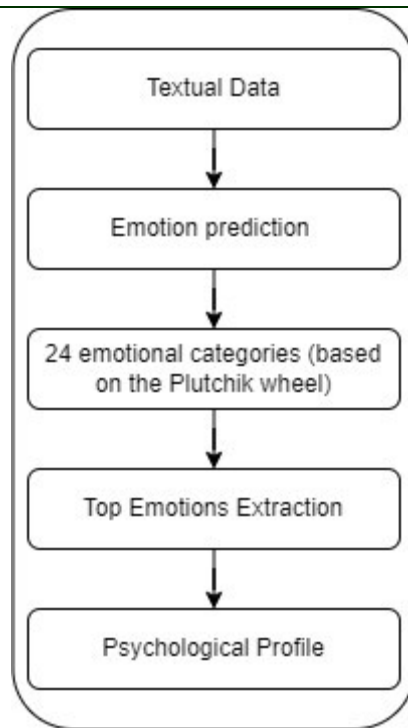 Textual Data
Emotion prediction
24 emotional categories (based
on the Plutchik wheel)
Top Emotions Extraction
Psychological Profile